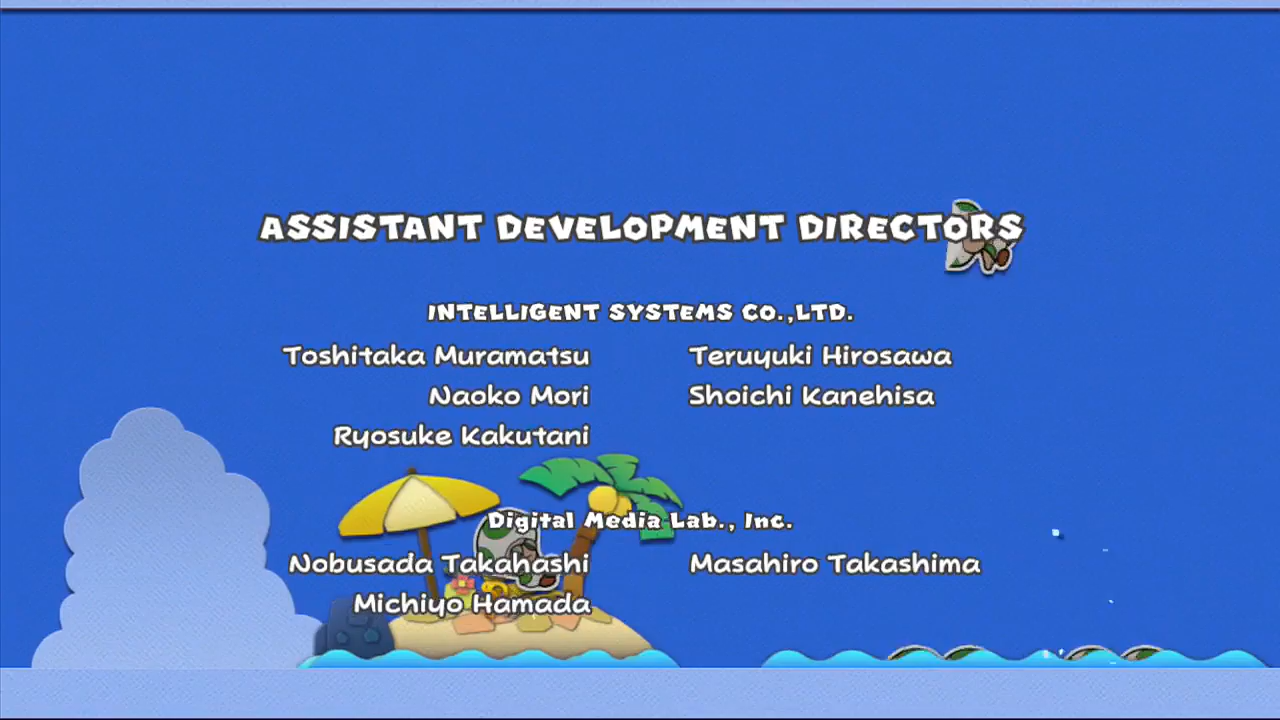 ASSISTANT DEVELOPMENT DIRECTORS
INTELLIGENT SYSTEMS CO.,LTD.
Toshitaka Muramatsu Teruyuki Hirosawa
Naoko Mori Shoichi Kanehisa
Ryosuke Kakutani
Digital Media Lab., Inc.
Nobusada Takahashi Masahiro Takashima
Michiyo Hamada